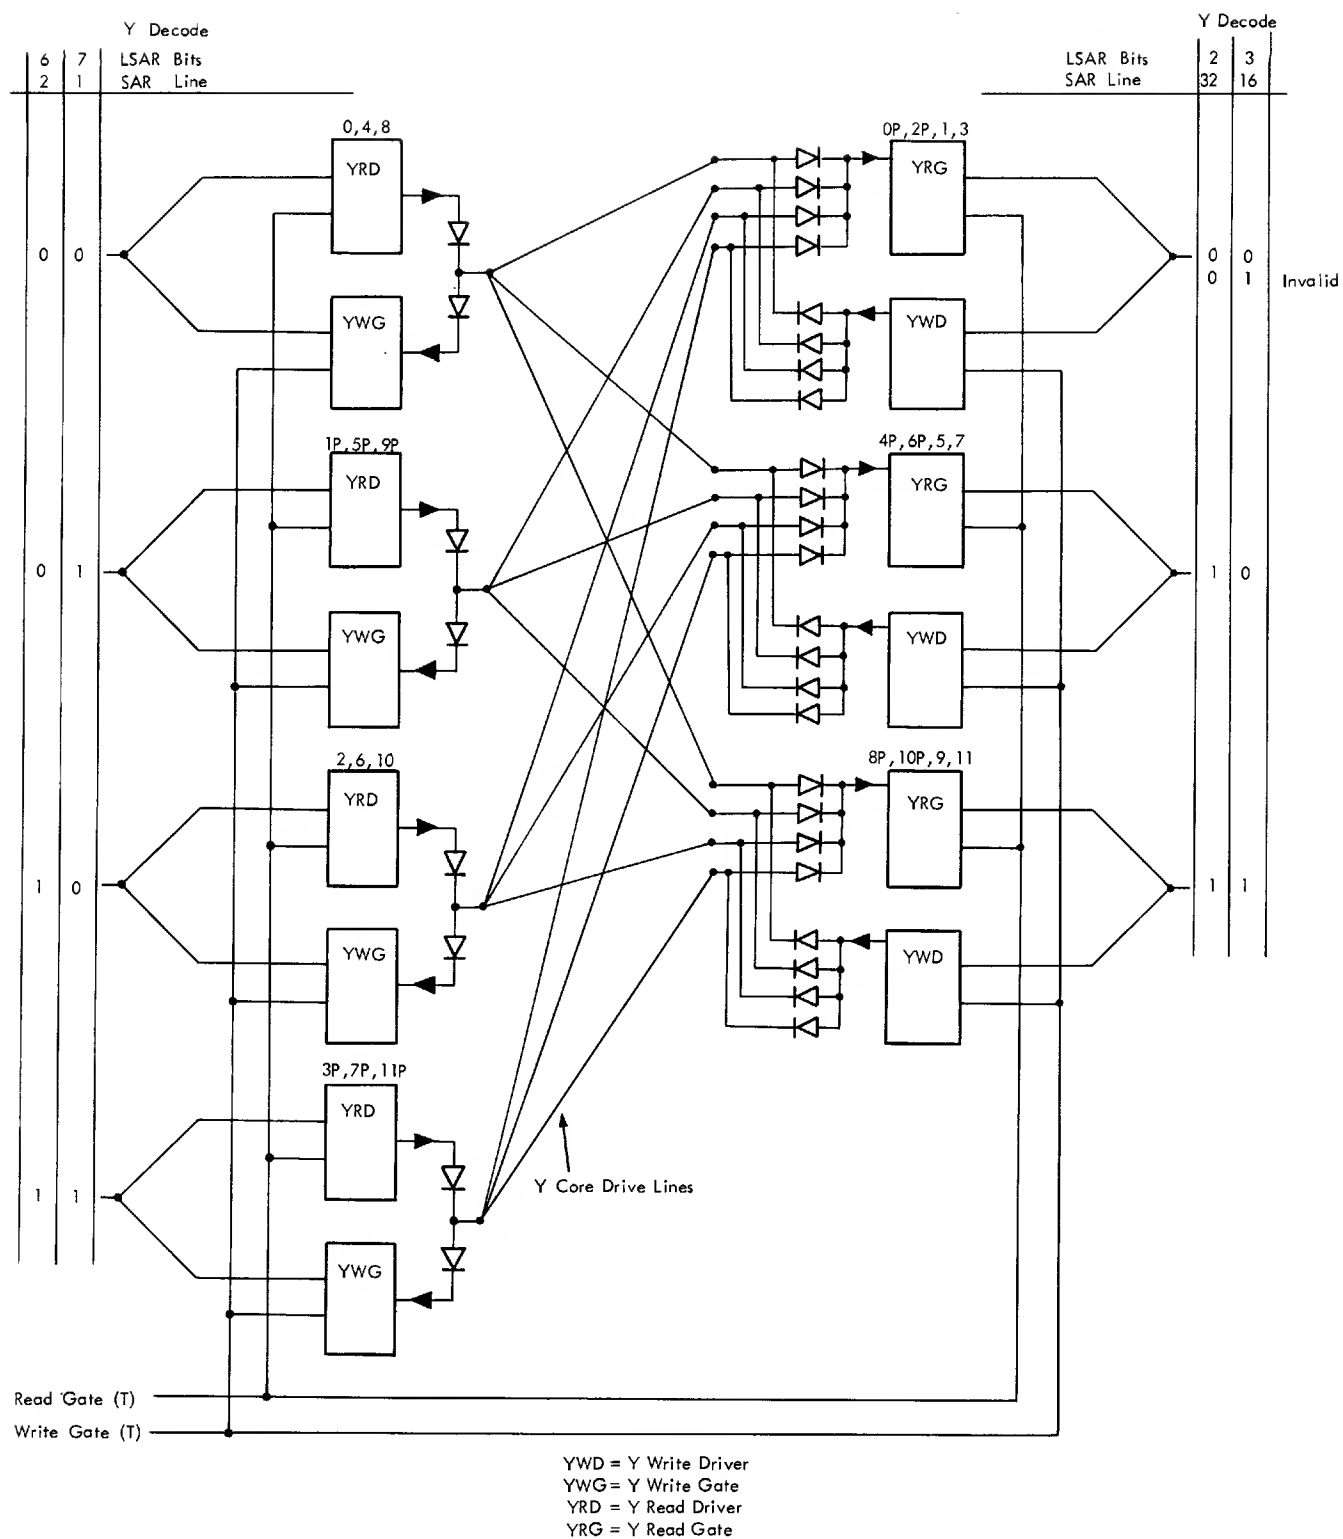 Y Decode
6 7 LSAR Bits
2 1 SAR Line
Y Decode
LSAR Bits 2 3
SAR Line 32 16
0,4,8
YRD
0P,2P,1,3
YRG
0 0
0 0
0 1 Invalid
YWG
YWD
1P,5P,9P
YRD
4P,6P,5,7
YRG
0 1
1 0
YWG
YWD
2,6,10
YRD
8P,10P,9,11
YRG
1 0
1 1
YWG
YWD
3P,7P,11P
YRD
Y Core Drive Lines
1 1
YWG
Read Gate (T)
Write Gate (T)
YWD = Y Write Driver
YWG = Y Write Gate
YRD = Y Read Driver
YRG = Y Read Gate